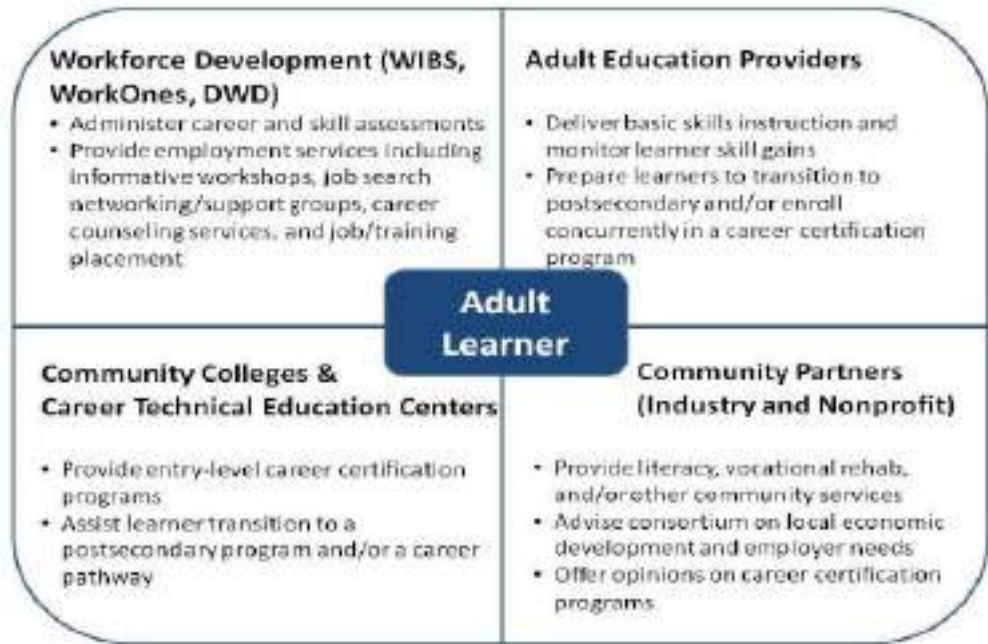 Workforce Development (WIBS,
WorkOnes, DWD)
• Administer career and skill assessments
• Provide employment services including
informative workshops, job search
networking/support groups, career
counseling services, and job/training
placement
Adult Education Providers
• Deliver basic skills instruction and
monitor learner skill gains
• Prepare learners to transition to
postsecondary and/or enroll
concurrently in a career certification
program
Adult
Learner
Community Colleges &
Career Technical Education Centers
• Provide entry-level career certification
programs
• Assist learner transition to a
postsecondary program and/or a career
pathway
Community Partners
(Industry and Nonprofit)
• Provide literacy, vocational rehab,
and/or other community services
• Advise consortium on local economic
development and employer needs
• Offer opinions on career certification
programs